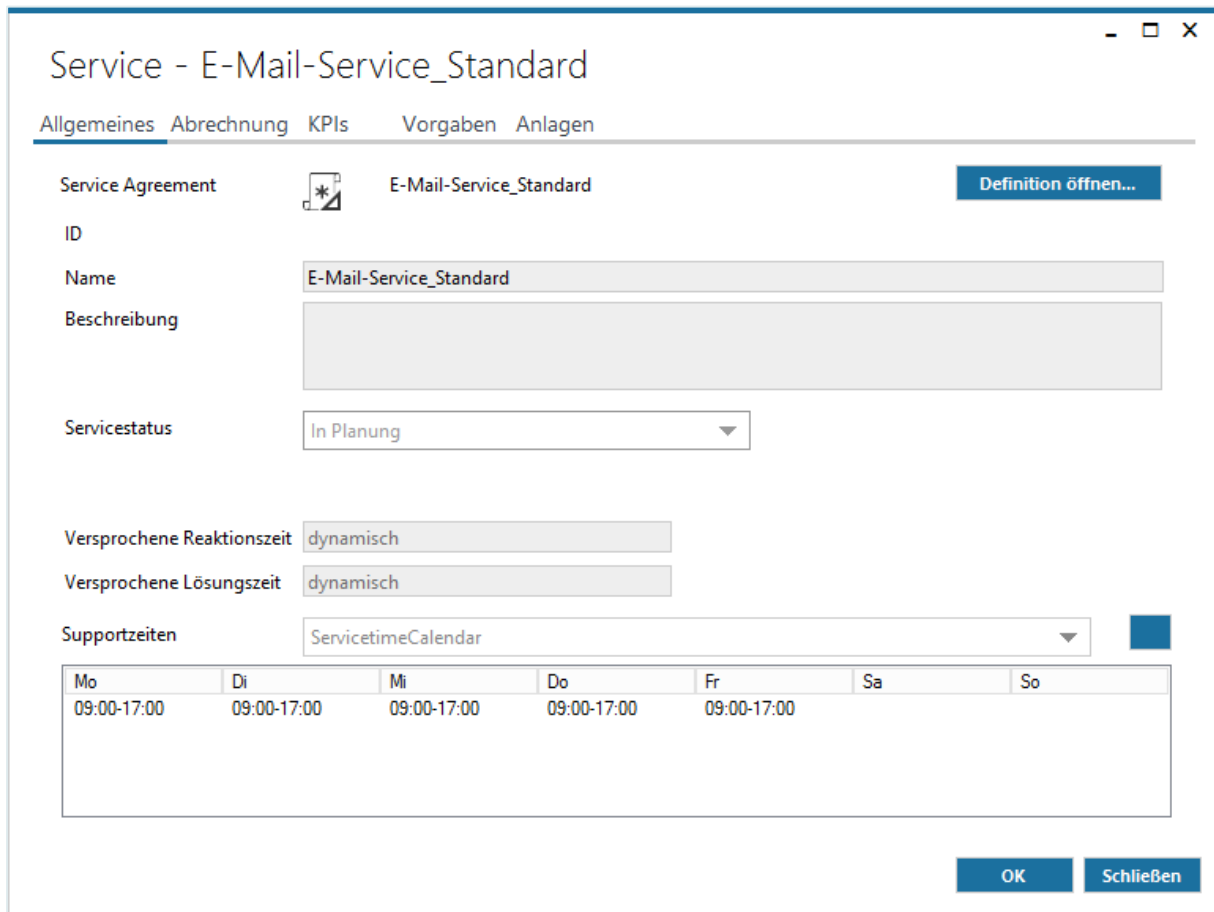 Service - E-Mail-Service_Standard
Allgemeines Abrechnung KPIs Vorgaben Anlagen
Service Agreement E-Mail-Service_Standard Definition öffnen...
ID
Name E-Mail-Service_Standard
Beschreibung
Servicestatus In Planung
Versprochene Reaktionszeit dynamisch
Versprochene Lösungszeit dynamisch
Supportzeiten ServicetimeCalendar
Mo Di Mi Do Fr Sa So
09:00-17:00 09:00-17:00 09:00-17:00 09:00-17:00 09:00-17:00
OK Schließen